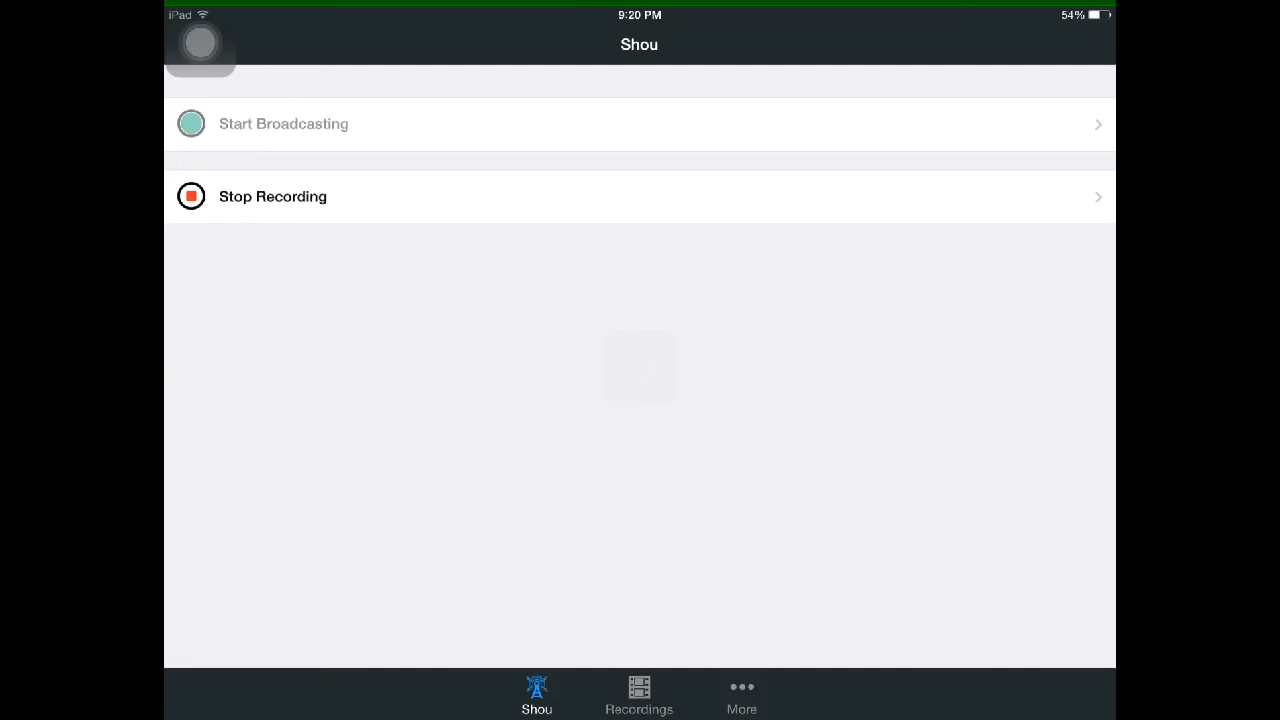 iPad
9:20 PM
54%
Shou
Start Broadcasting
Stop Recording
Shou
Recordings
More